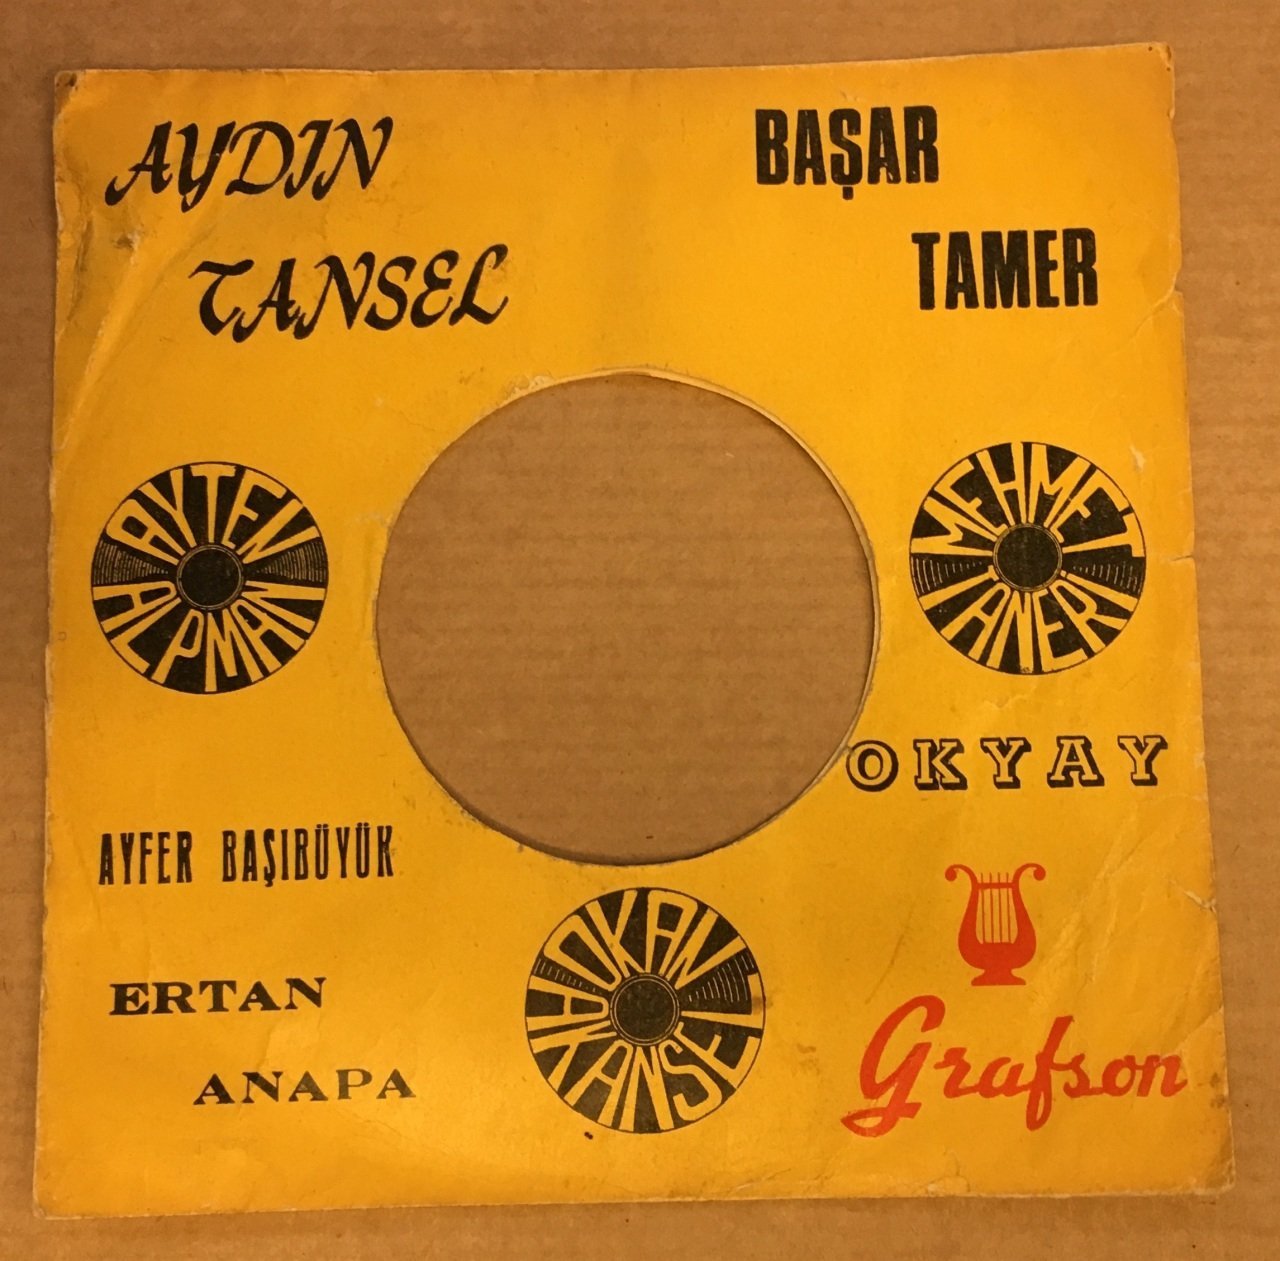 AYDIN
TANSEL
BAŞAR
TAMER
AYTEN
ALPMAN
MEHMET
TANERİ
OKYAY
AYFER BAŞIBÜYÜK
ERTAN
ANAPA
OKAN
AKANSEL
Grafson